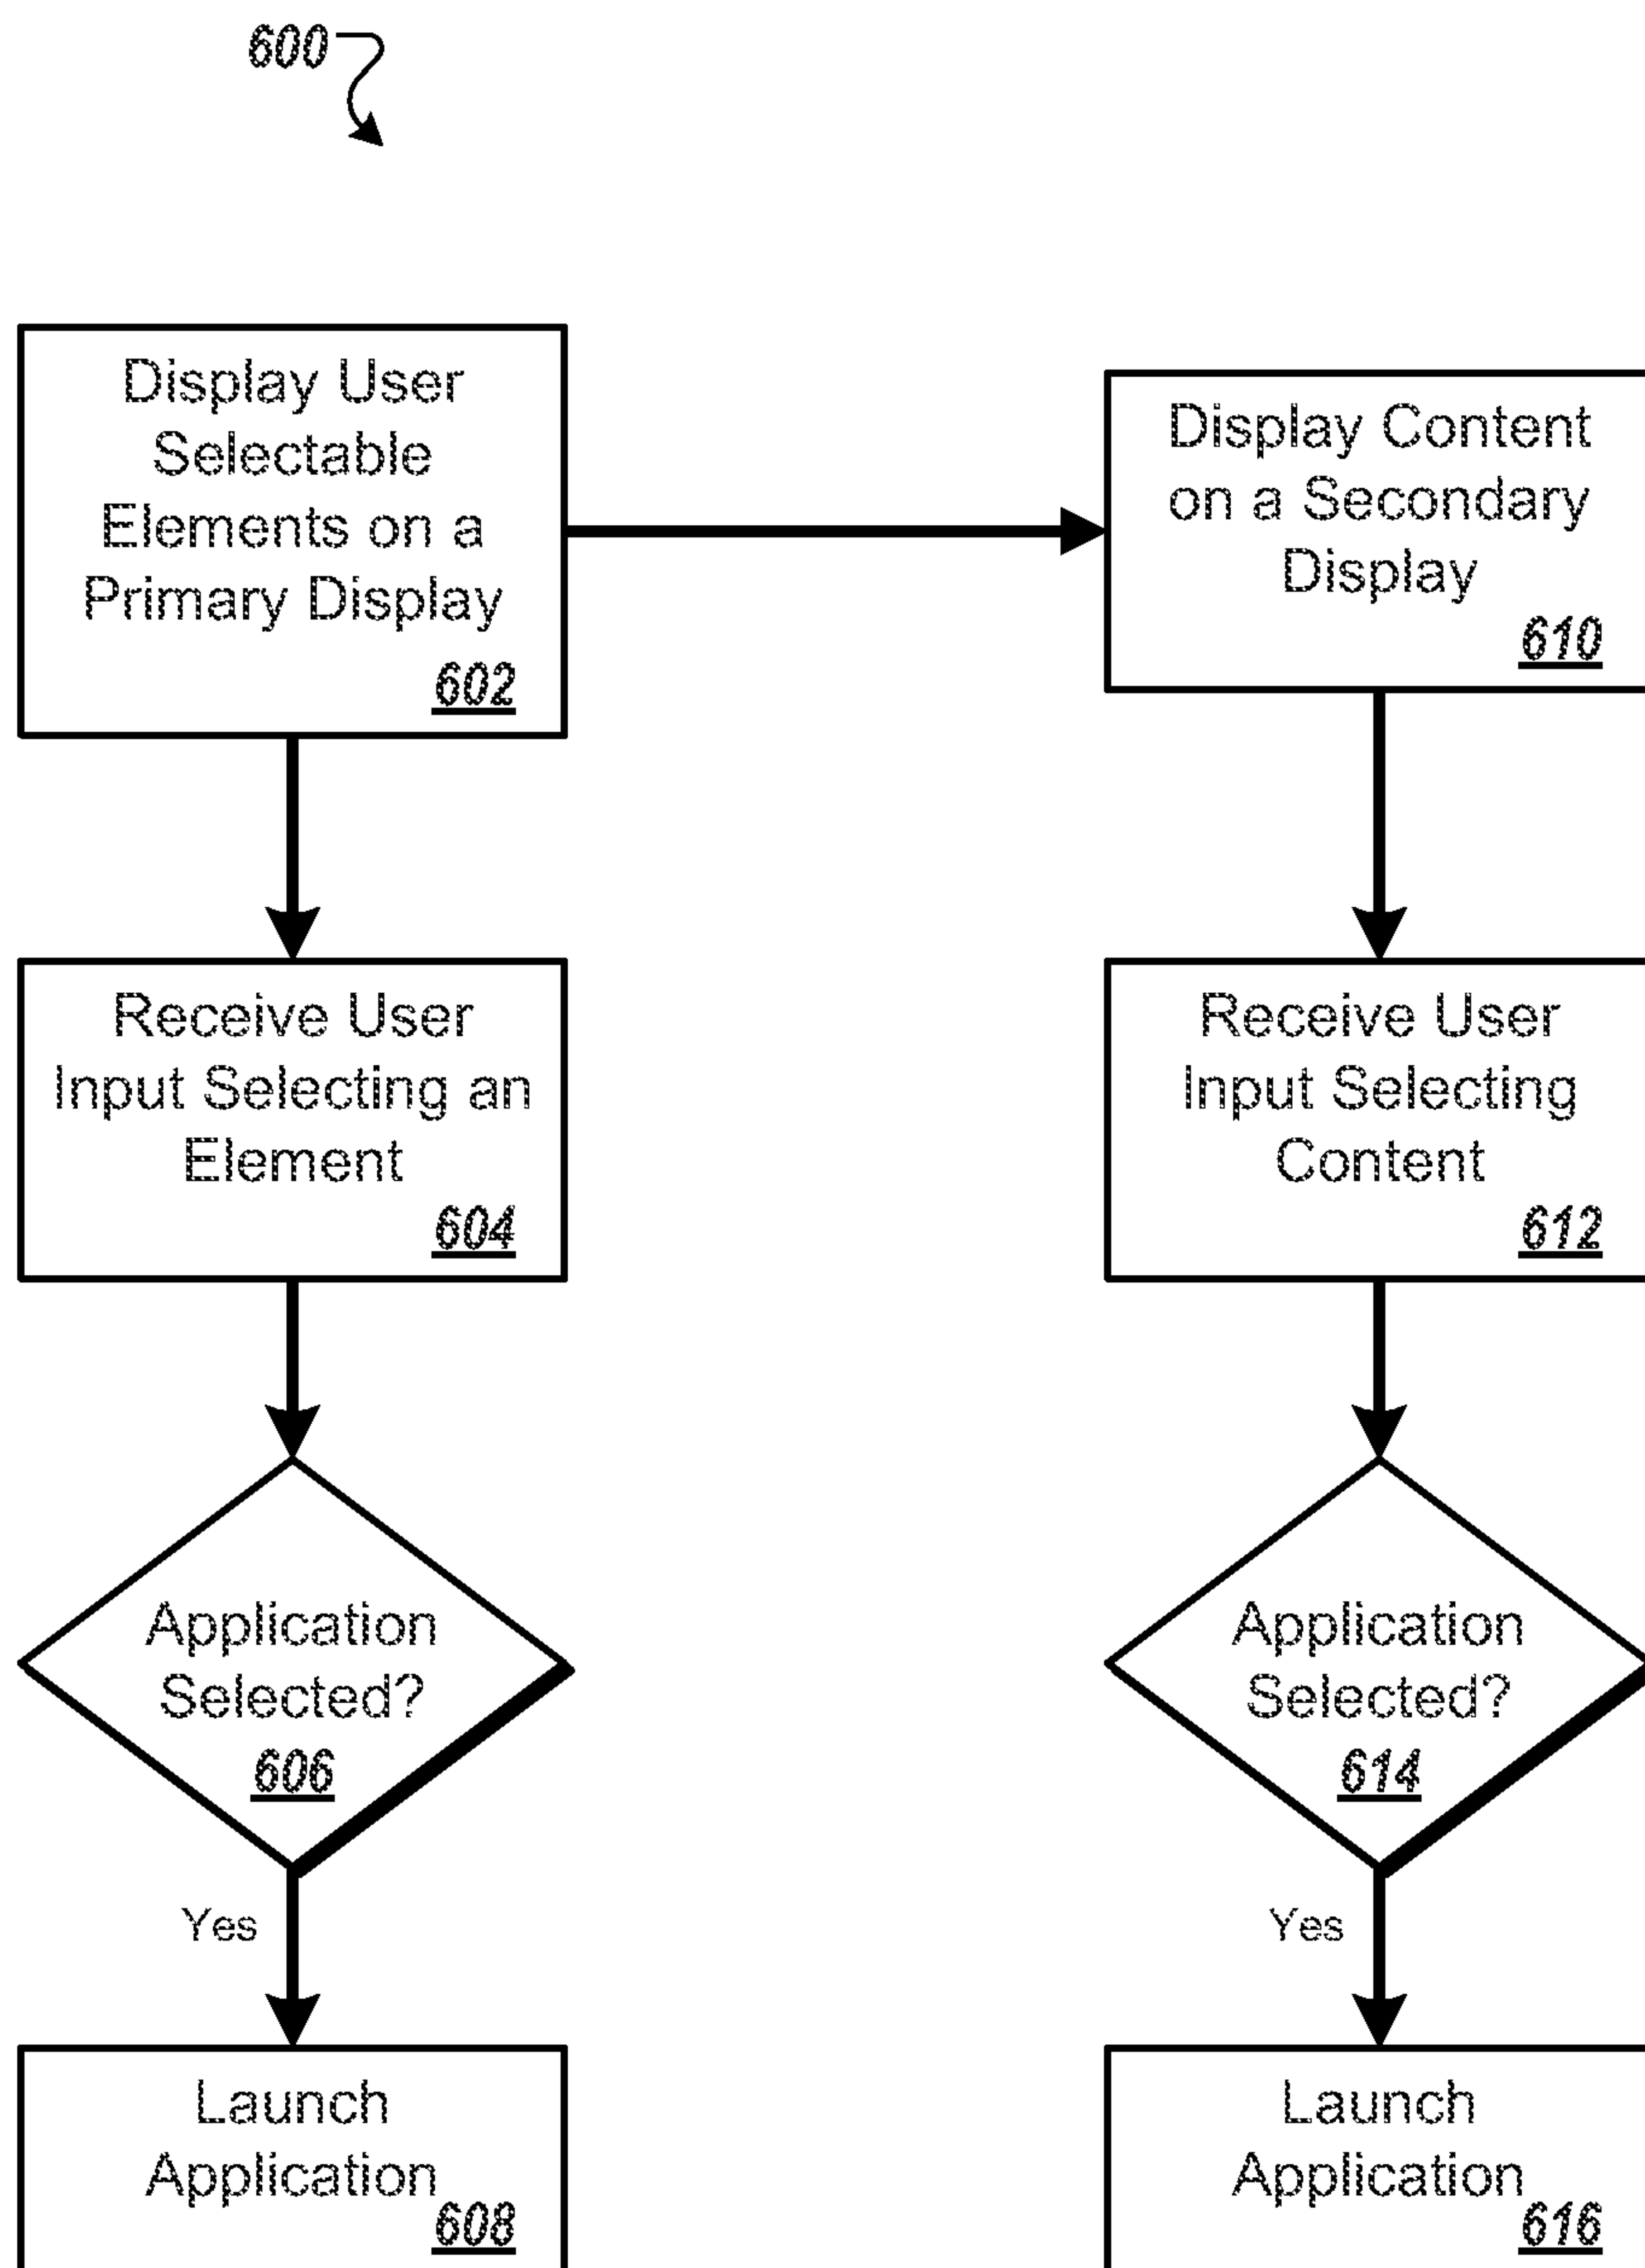 600
Display User
Selectable
Elements on a
Primary Display
602
Display Content
on a Secondary
Display
610
Receive User
Input Selecting an
Element
604
Receive User
Input Selecting
Content
612
Application
Selected?
606
Application
Selected?
614
Yes
Yes
Launch
Application
608
Launch
Application
616